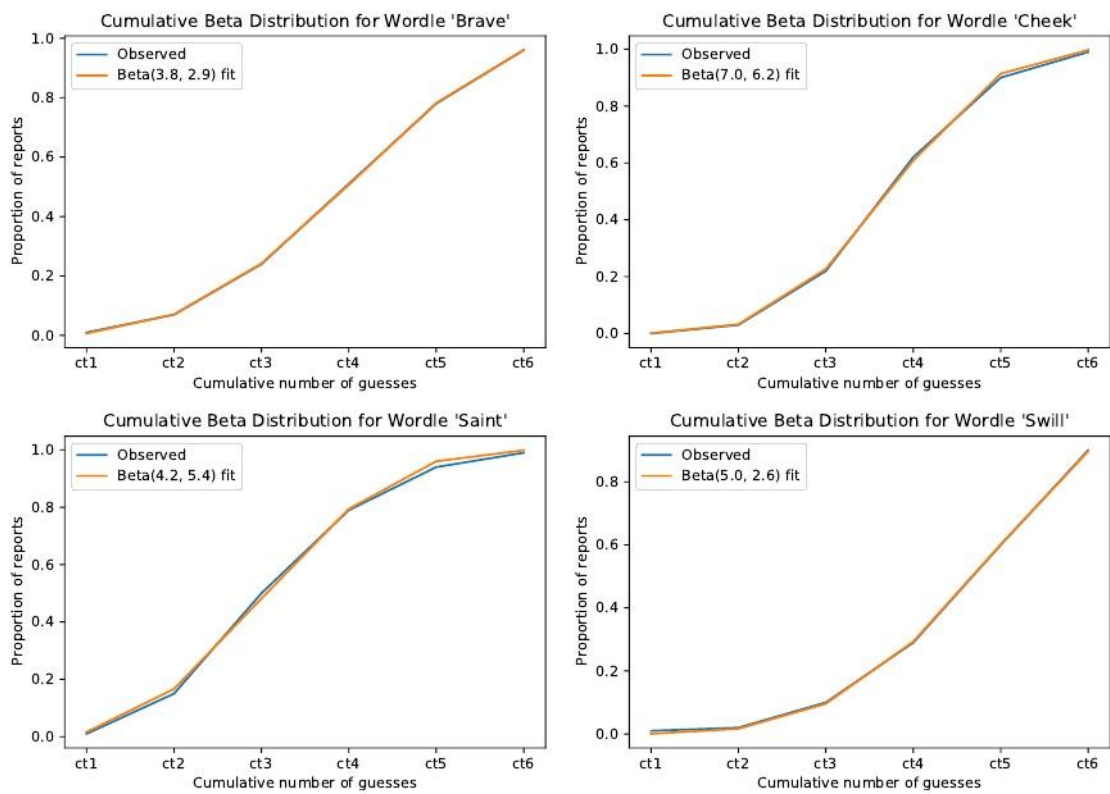 Cumulative Beta Distribution for Wordle 'Brave'
Observed
Beta(3.8, 2.9) fit
Proportion of reports
1.0
0.8
0.6
0.4
0.2
0.0
ct1 ct2 ct3 ct4 ct5 ct6
Cumulative number of guesses
Cumulative Beta Distribution for Wordle 'Cheek'
Observed
Beta(7.0, 6.2) fit
Proportion of reports
1.0
0.8
0.6
0.4
0.2
0.0
ct1 ct2 ct3 ct4 ct5 ct6
Cumulative number of guesses
Cumulative Beta Distribution for Wordle 'Saint'
Observed
Beta(4.2, 5.4) fit
Proportion of reports
1.0
0.8
0.6
0.4
0.2
0.0
ct1 ct2 ct3 ct4 ct5 ct6
Cumulative number of guesses
Cumulative Beta Distribution for Wordle 'Swill'
Observed
Beta(5.0, 2.6) fit
Proportion of reports
0.8
0.6
0.4
0.2
0.0
ct1 ct2 ct3 ct4 ct5 ct6
Cumulative number of guesses